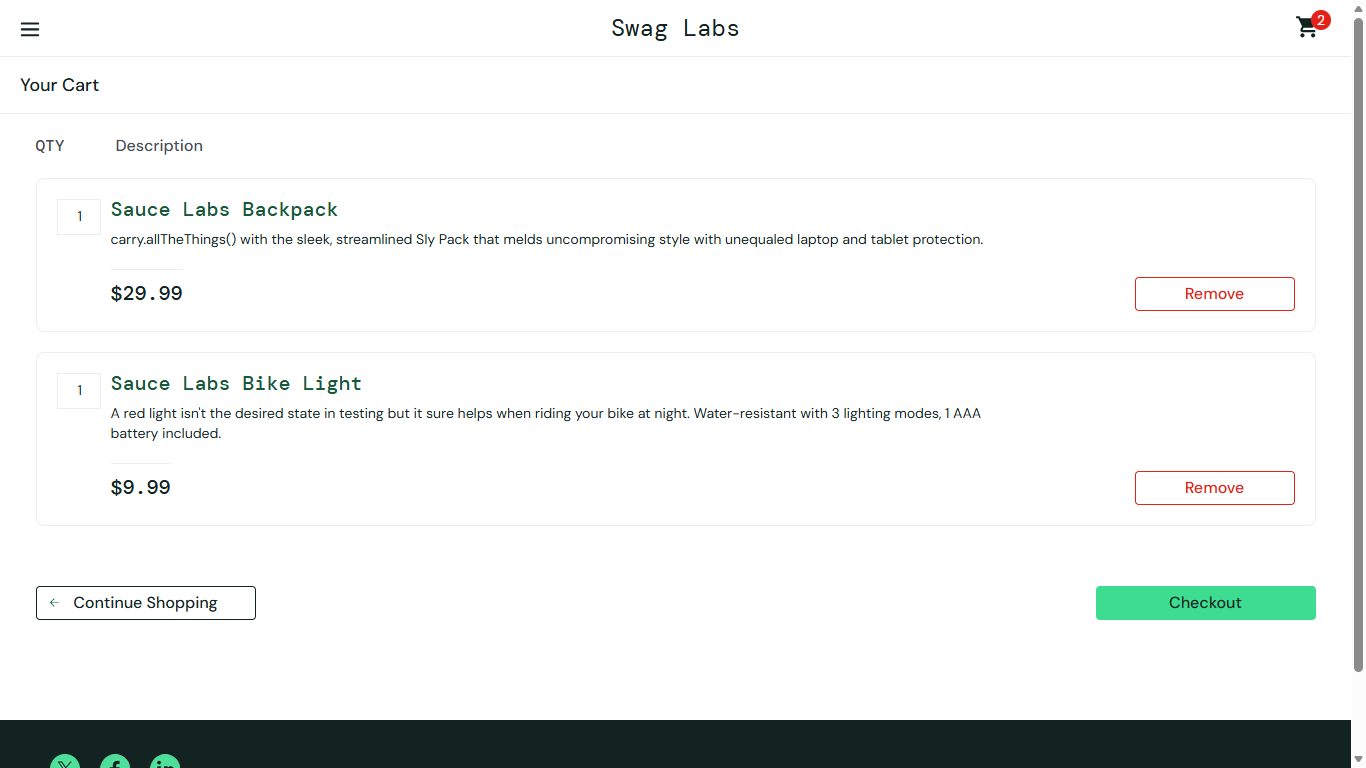 Swag Labs
2
Your Cart
QTY Description
1
Sauce Labs Backpack
carry.allTheThings() with the sleek, streamlined Sly Pack that melds uncompromising style with unequaled laptop and tablet protection.
$29.99
Remove
1
Sauce Labs Bike Light
A red light isn't the desired state in testing but it sure helps when riding your bike at night. Water-resistant with 3 lighting modes, 1 AAA
battery included.
$9.99
Remove
Continue Shopping
Checkout